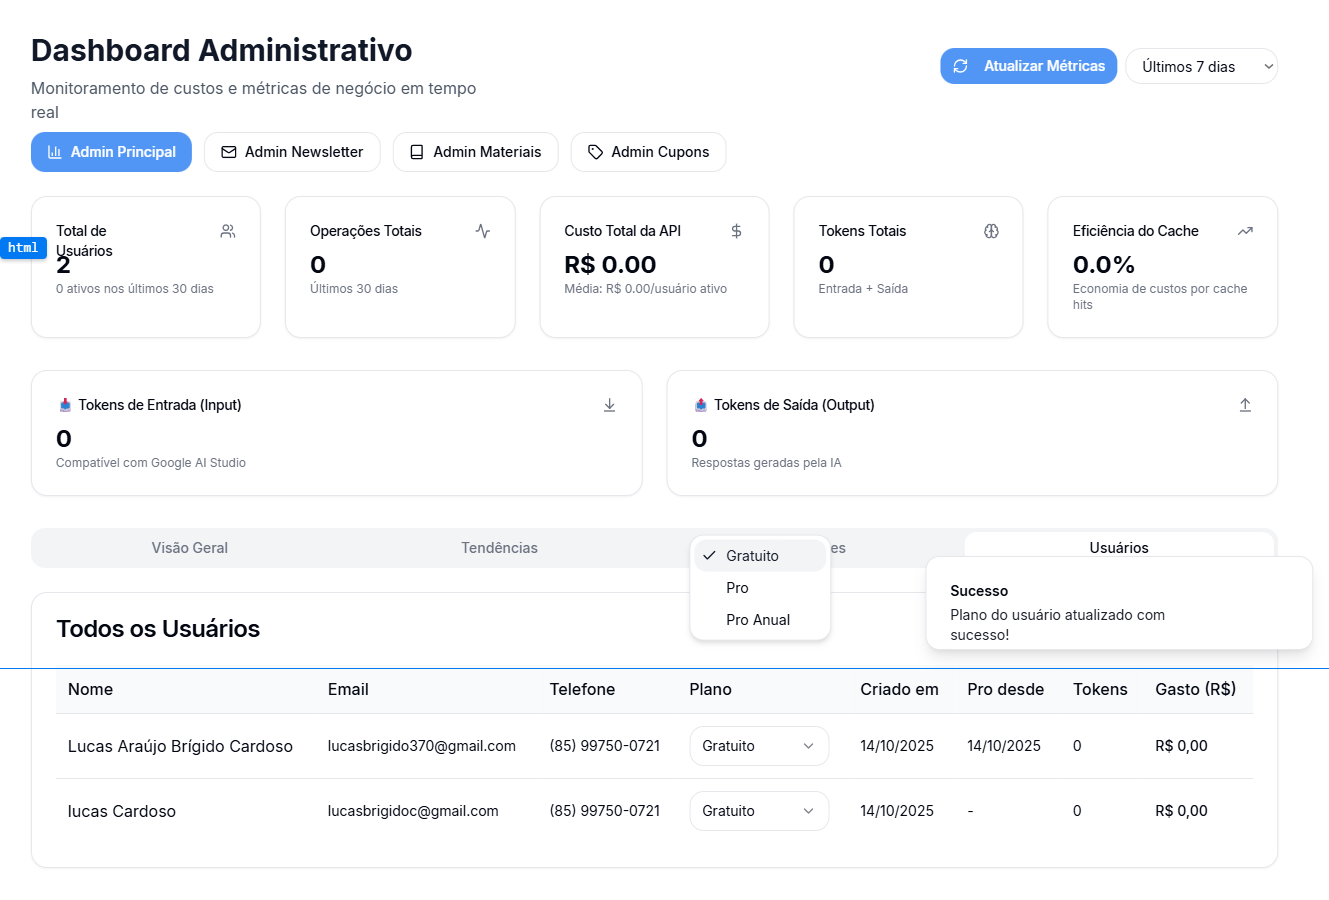 Dashboard Administrativo
Monitoramento de custos e métricas de negócio em tempo
real
Atualizar Métricas
Últimos 7 dias
Admin Principal
Admin Newsletter
Admin Materiais
Admin Cupons
html
Total de
Usuários
2
0 ativos nos últimos 30 dias
Operações Totais
0
Últimos 30 dias
Custo Total da API
R$ 0.00
Média: R$ 0.00/usuário ativo
Tokens Totais
0
Entrada + Saída
Eficiência do Cache
0.0%
Economia de custos por cache
hits
Tokens de Entrada (Input)
0
Compatível com Google AI Studio
Tokens de Saída (Output)
0
Respostas geradas pela IA
Visão Geral
Tendências
es
Usuários
Gratuito
Pro
Pro Anual
Sucesso
Plano do usuário atualizado com
sucesso!
Todos os Usuários
Nome Email Telefone Plano Criado em Pro desde Tokens Gasto (R$)
Lucas Araújo Brígido Cardoso lucasbrigido370@gmail.com (85) 99750-0721 Gratuito 14/10/2025 14/10/2025 0 R$ 0,00
lucas Cardoso lucasbrigidoc@gmail.com (85) 99750-0721 Gratuito 14/10/2025 - 0 R$ 0,00